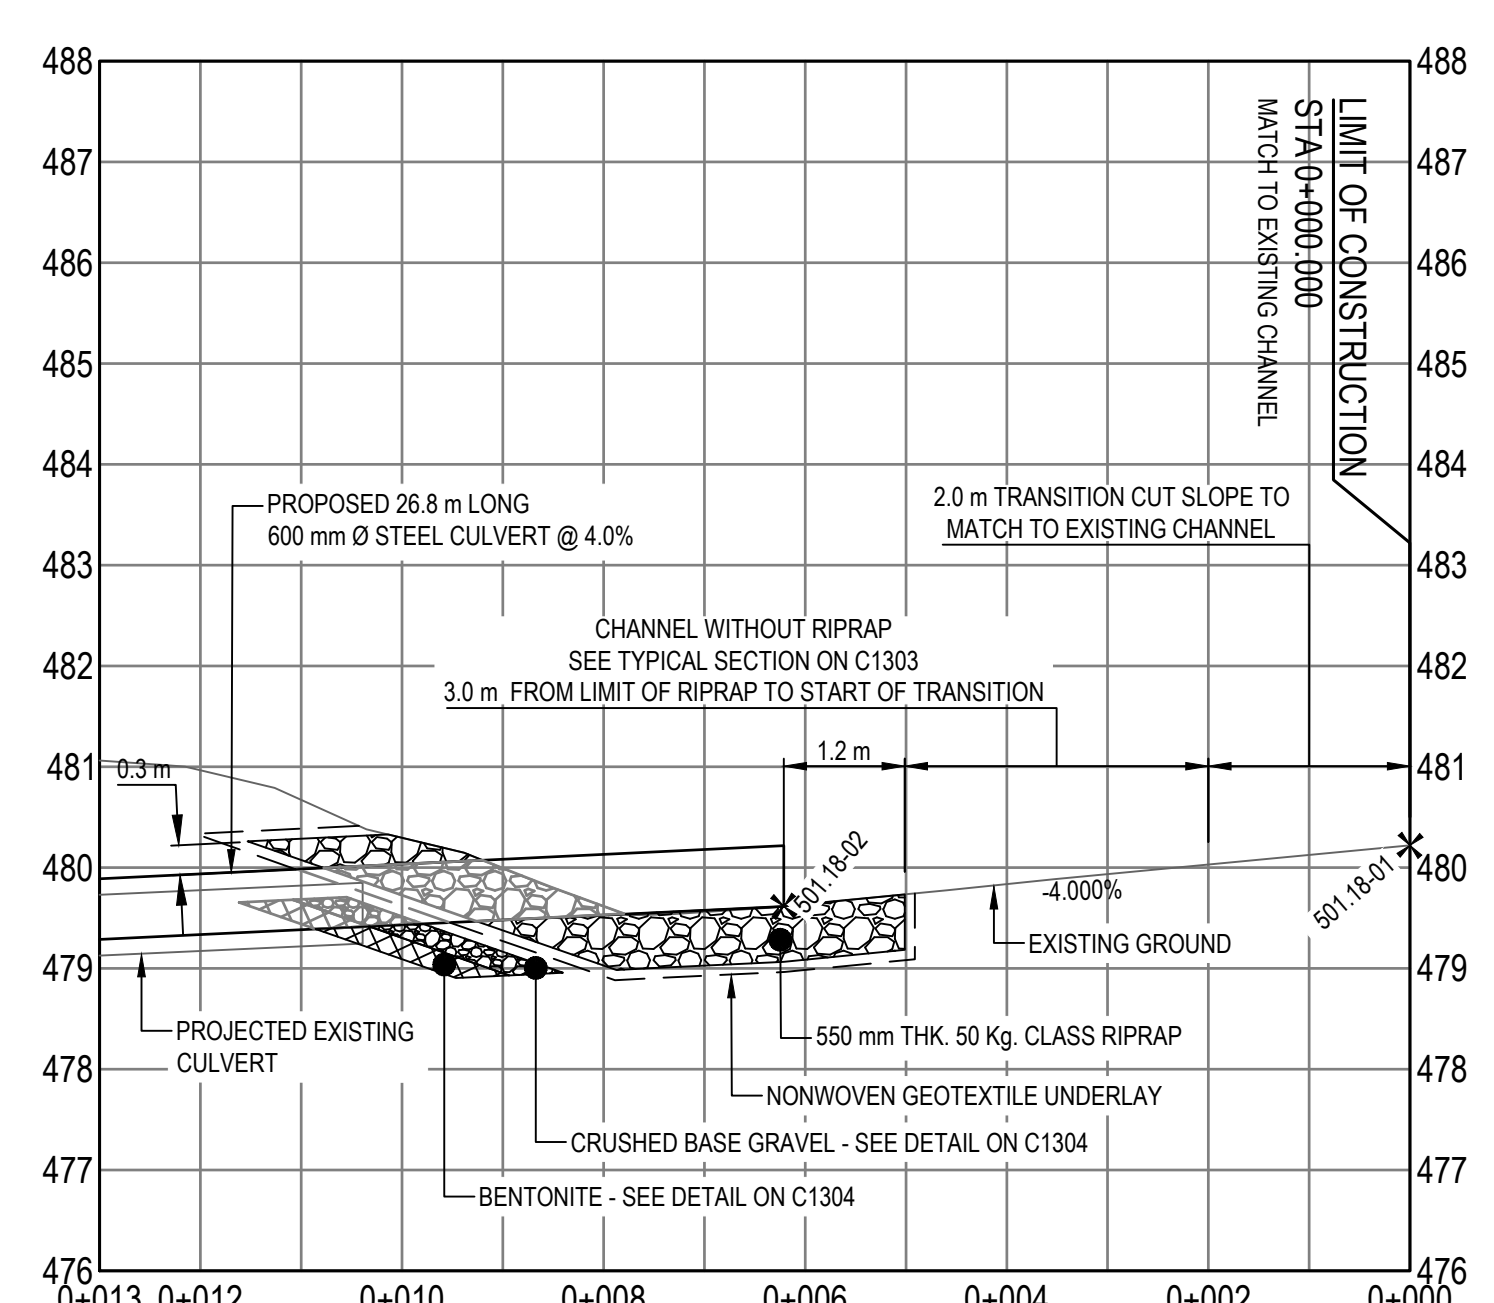 488
488
487
487
486
486
485
485
484
484
483
483
482
482
481
481
480
480
479
479
478
478
477
477
476
476
LIMIT OF CONSTRUCTION
STA 0+000.000
MATCH TO EXISTING CHANNEL
PROPOSED 26.8 m LONG
600 mm Ø STEEL CULVERT @ 4.0%
2.0 m TRANSITION CUT SLOPE TO
MATCH TO EXISTING CHANNEL
CHANNEL WITHOUT RIPRAP
SEE TYPICAL SECTION ON C1303
3.0 m FROM LIMIT OF RIPRAP TO START OF TRANSITION
1.2 m
0.3 m
501.18-02
501.18-01
-4.000%
EXISTING GROUND
PROJECTED EXISTING
CULVERT
550 mm THK. 50 Kg. CLASS RIPRAP
NONWOVEN GEOTEXTILE UNDERLAY
CRUSHED BASE GRAVEL - SEE DETAIL ON C1304
BENTONITE - SEE DETAIL ON C1304
0+013 0+012 0+010 0+008 0+006 0+004 0+002 0+000